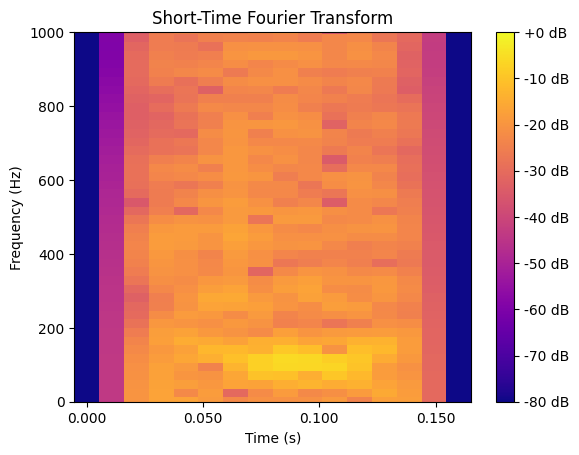 Short-Time Fourier Transform
1000
800
600
400
200
0
Frequency (Hz)
0.000
0.050
0.100
0.150
Time (s)
+0 dB
-10 dB
-20 dB
-30 dB
-40 dB
-50 dB
-60 dB
-70 dB
-80 dB